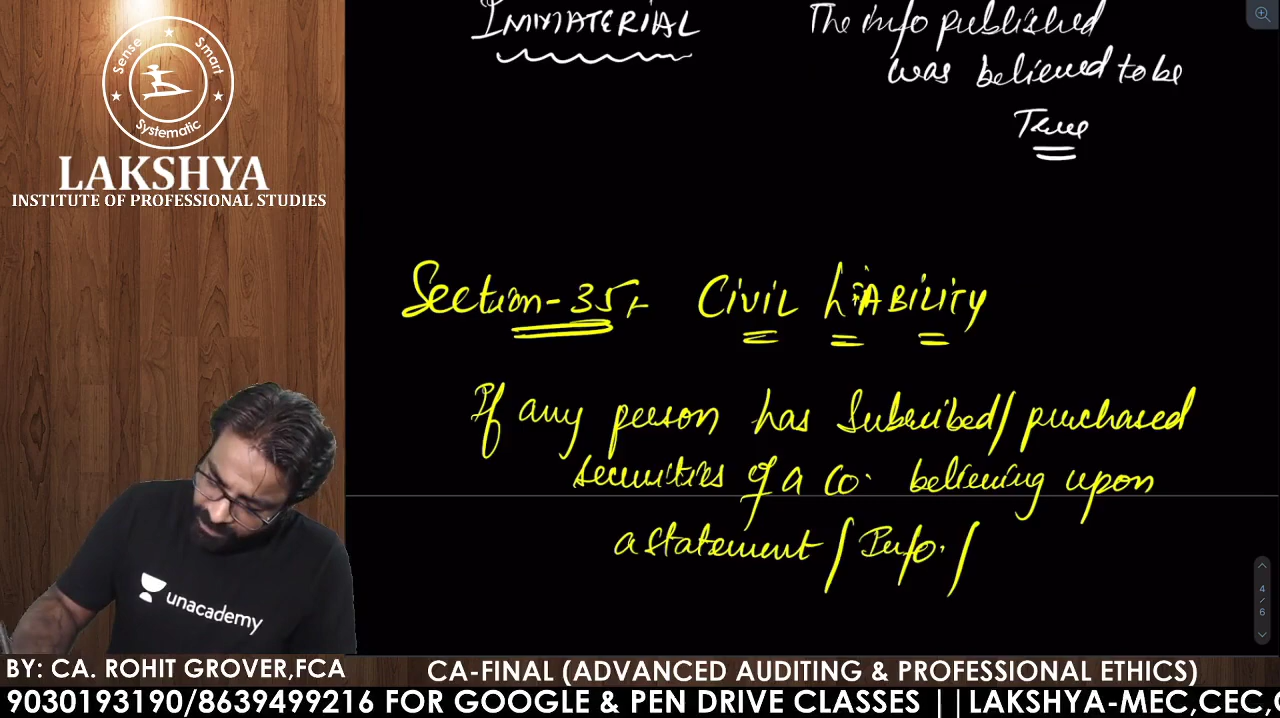 Sense
Smart
Systematic
LAKSHYA
INSTITUTE OF PROFESSIONAL STUDIES
IMMATERIAL
The info published
was believed to be
True
Section-35:- CIVIL LIABILITY
If any person has Subscribed/purchased
securities of a Co. believing upon
a statement / Info. /
unacademy
4
/
6
BY: CA. ROHIT GROVER,FCA
CA-FINAL (ADVANCED AUDITING & PROFESSIONAL ETHICS)
9030193190/8639499216 FOR GOOGLE & PEN DRIVE CLASSES ||LAKSHYA-MEC,CEC,